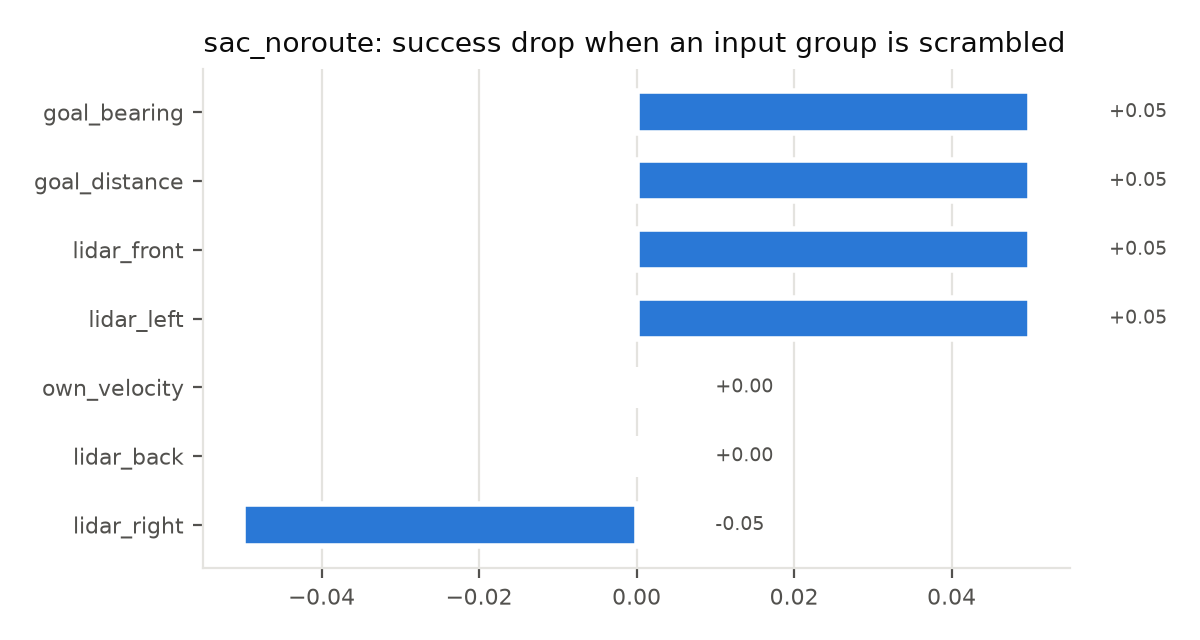 sac_noroute: success drop when an input group is scrambled
goal_bearing +0.05
goal_distance +0.05
lidar_front +0.05
lidar_left +0.05
own_velocity +0.00
lidar_back +0.00
lidar_right -0.05
−0.04 −0.02 0.00 0.02 0.04